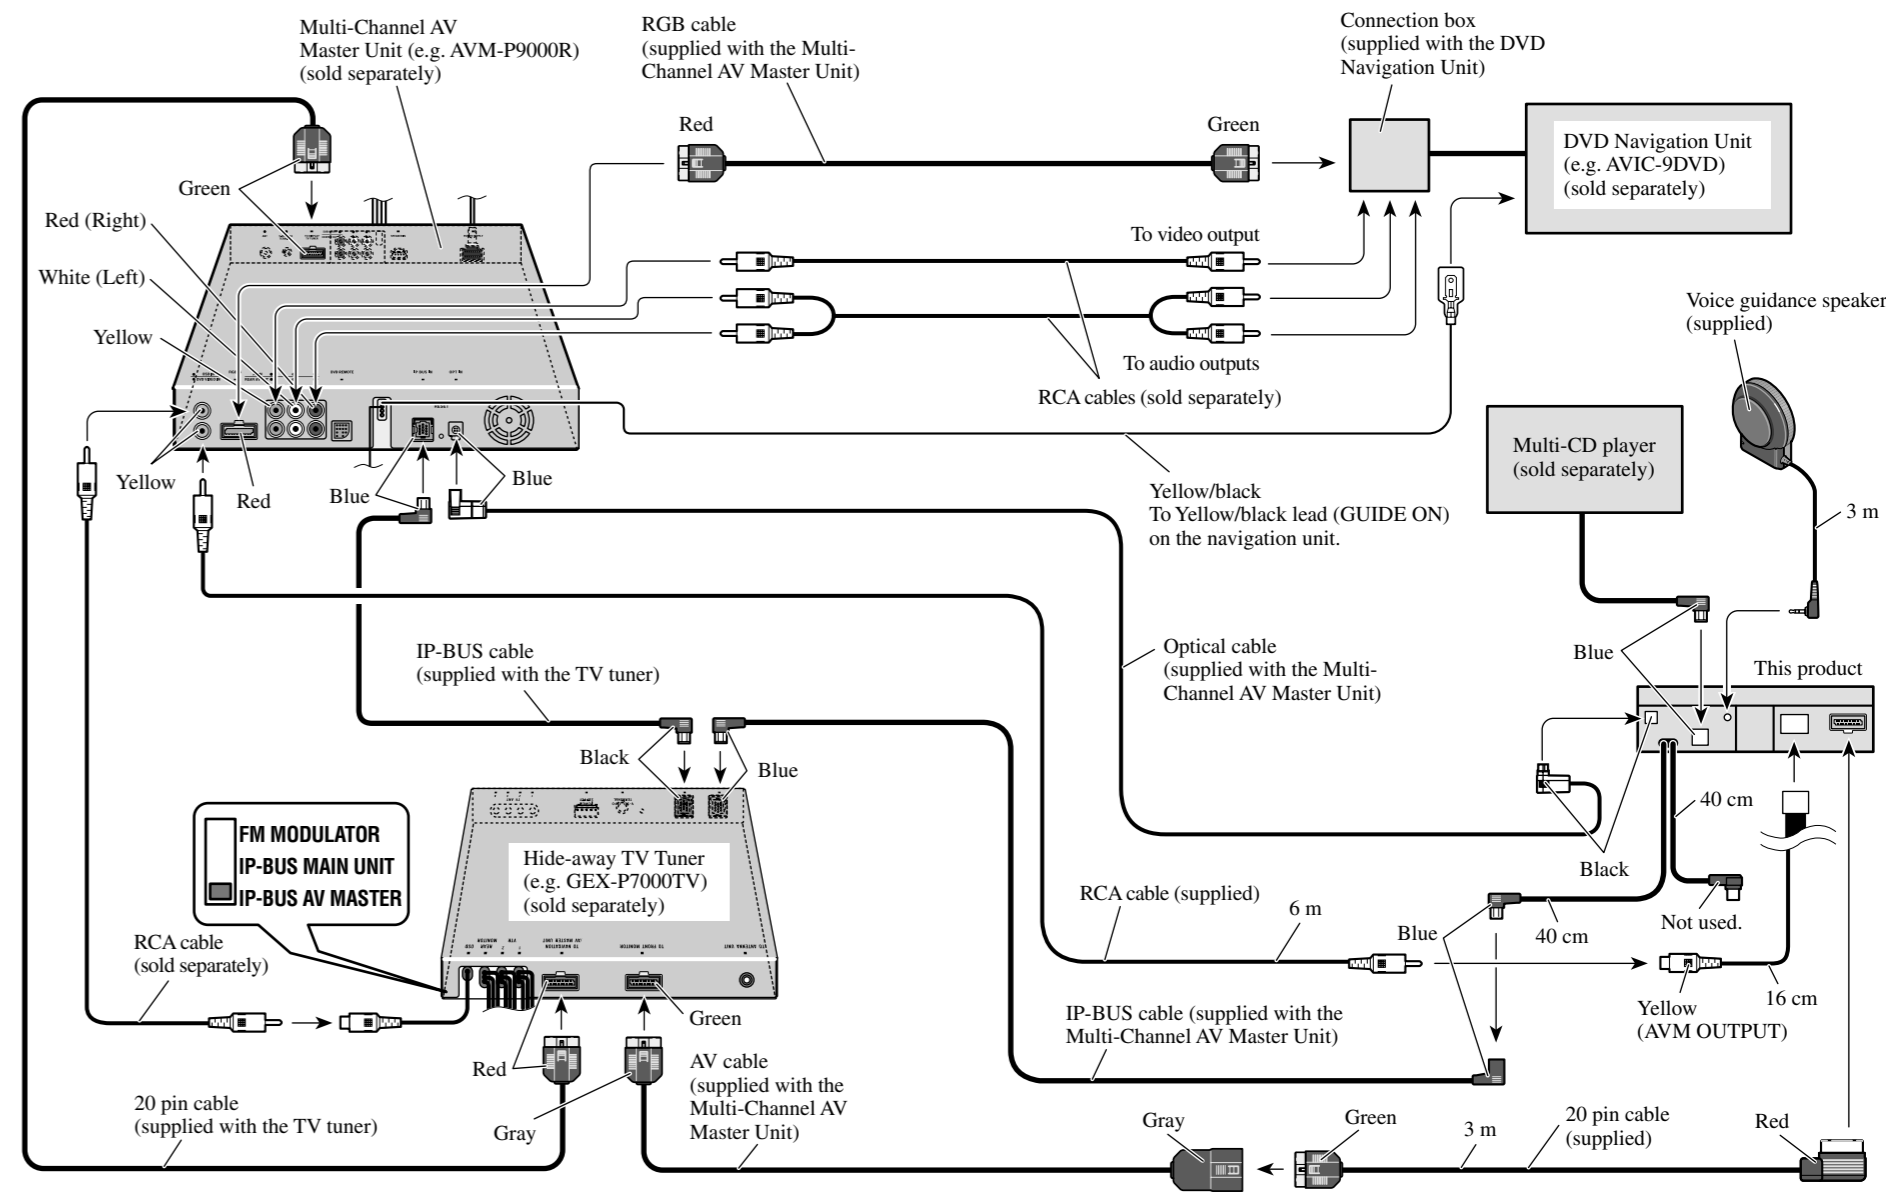 Multi-Channel AV
Master Unit (e.g. AVM-P9000R)
(sold separately)
RGB cable
(supplied with the Multi-
Channel AV Master Unit)
Connection box
(supplied with the DVD
Navigation Unit)
Red
Green
DVD Navigation Unit
(e.g. AVIC-9DVD)
(sold separately)
Green
Red (Right)
White (Left)
Yellow
To video output
To audio outputs
RCA cables (sold separately)
Voice guidance speaker
(supplied)
Multi-CD player
(sold separately)
3 m
Yellow
Red
Blue
Blue
Yellow/black
To Yellow/black lead (GUIDE ON)
on the navigation unit.
IP-BUS cable
(supplied with the TV tuner)
Optical cable
(supplied with the Multi-
Channel AV Master Unit)
Blue
This product
Black
Blue
40 cm
Black
FM MODULATOR
IP-BUS MAIN UNIT
IP-BUS AV MASTER
Hide-away TV Tuner
(e.g. GEX-P7000TV)
(sold separately)
RCA cable (supplied)
6 m
Blue
40 cm
Not used.
RCA cable
(sold separately)
16 cm
Yellow
(AVM OUTPUT)
Green
IP-BUS cable (supplied with the
Multi-Channel AV Master Unit)
Red
AV cable
(supplied with the
Multi-Channel AV
Master Unit)
20 pin cable
(supplied with the TV tuner)
Gray
Gray
Green
3 m
20 pin cable
(supplied)
Red